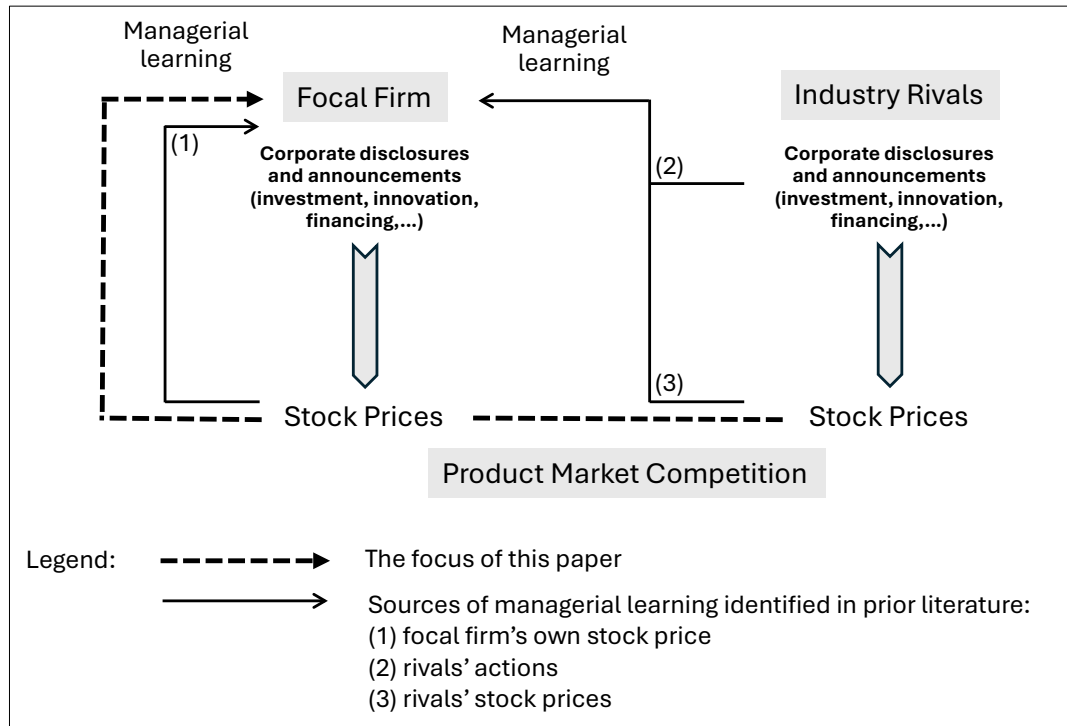 Managerial
learning
Managerial
learning
Focal Firm
Industry Rivals
(1)
Corporate disclosures
and announcements
(investment, innovation,
financing,...)
(2)
Corporate disclosures
and announcements
(investment, innovation,
financing,...)
(3)
Stock Prices
Stock Prices
Product Market Competition
Legend:
The focus of this paper
Sources of managerial learning identified in prior literature:
(1) focal firm’s own stock price
(2) rivals’ actions
(3) rivals’ stock prices